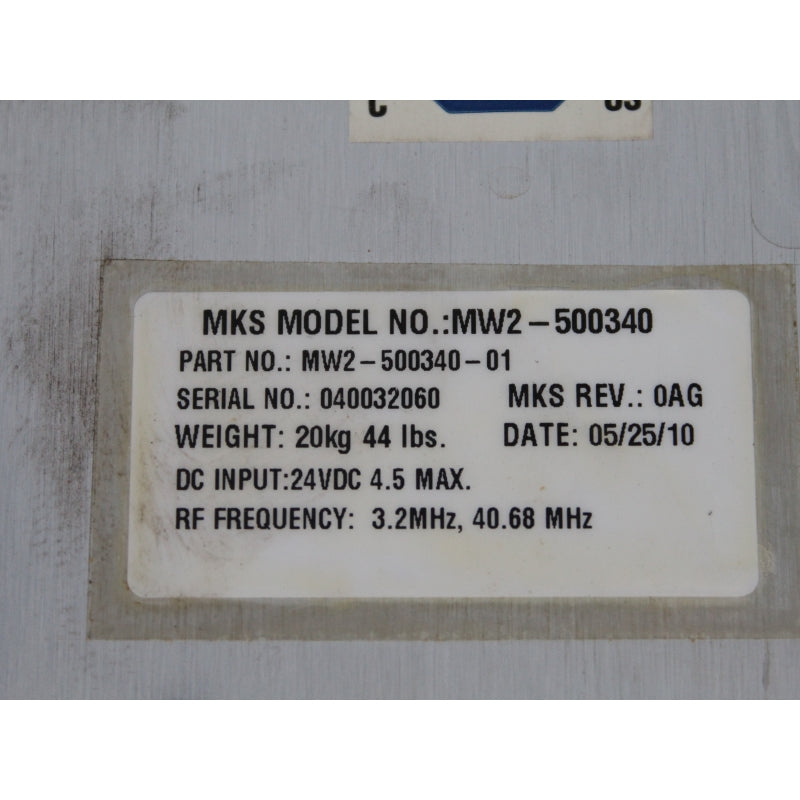 C US
MKS MODEL NO.:MW2-500340
PART NO.: MW2-500340-01
SERIAL NO.: 040032060 MKS REV.: 0AG
WEIGHT: 20kg 44 lbs. DATE: 05/25/10
DC INPUT:24VDC 4.5 MAX.
RF FREQUENCY: 3.2MHz, 40.68 MHz